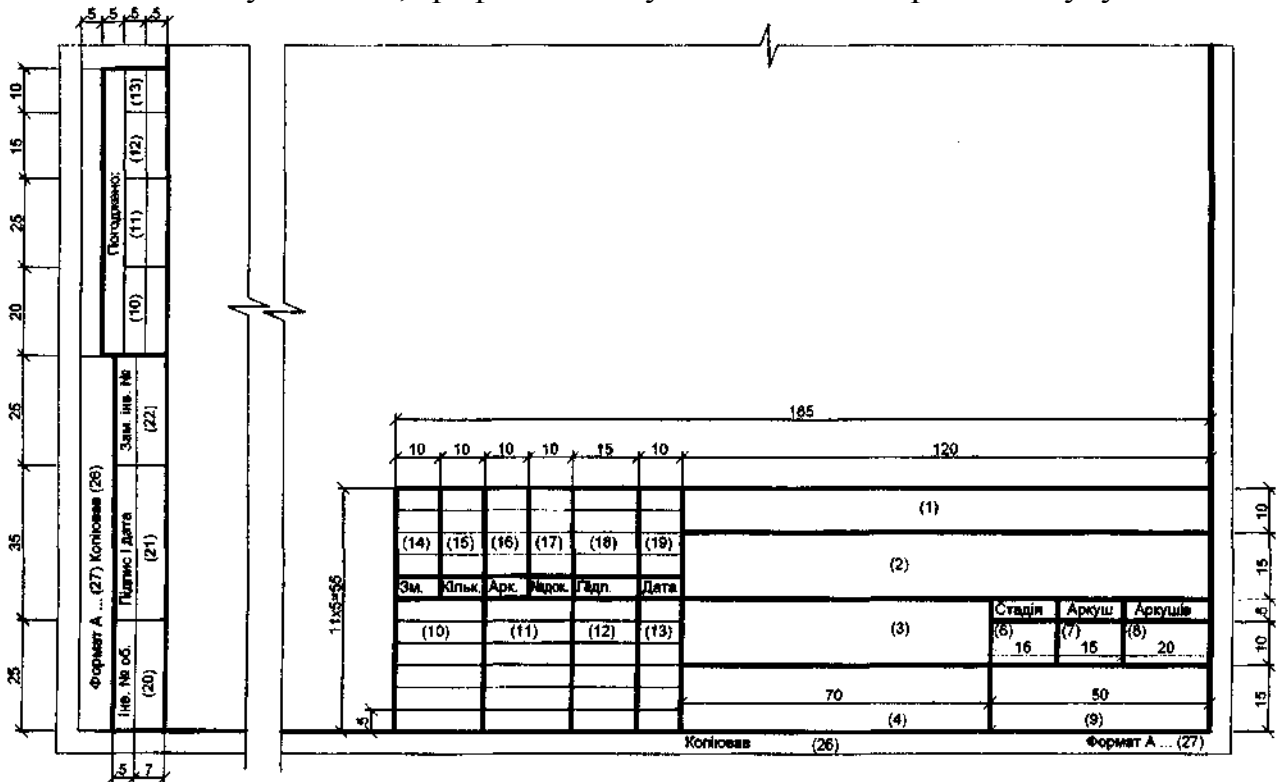 5 5 5 5
10
15
25
20
25
35
25
Погоджено:
(13)
(12)
(11)
(10)
Зам. інв. №
(22)
Підпис і дата
(21)
Інв. № об.
(20)
Формат А ... (27) Копіював (26)
5 7
185
10 10 10 10 15 10 120
11х5=55
5
(14) (15) (16) (17) (18) (19)
Зм. Кільк. Арк. №док. Підп. Дата
(10) (11) (12) (13)
(1)
(2)
(3)
Стадія Аркуш Аркушів
(6) (7) (8)
15 15 20
70 50
(4) (9)
10
15
5
10
15
Копіював (26) Формат А ... (27)